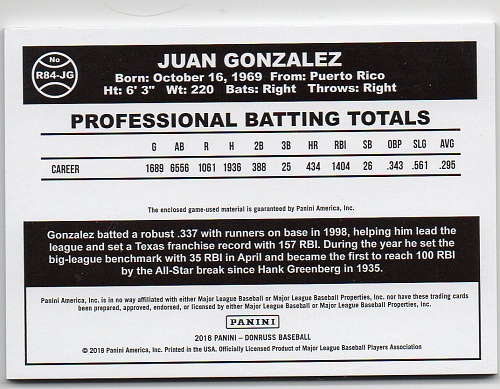 No
R84-JG
JUAN GONZALEZ
Born: October 16, 1969 From: Puerto Rico
Ht: 6' 3" Wt: 220 Bats: Right Throws: Right
PROFESSIONAL BATTING TOTALS
G AB R H 2B 3B HR RBI SB OBP SLG AVG
CAREER 1689 6556 1061 1936 388 25 434 1404 26 .343 .561 .295
The enclosed game-used material is guaranteed by Panini America, Inc.
Gonzalez batted a robust .337 with runners on base in 1998, helping him lead the
league and set a Texas franchise record with 157 RBI. During the year he set the
big-league benchmark with 35 RBI in April and became the first to reach 100 RBI
by the All-Star break since Hank Greenberg in 1935.
Panini America, Inc. is in no way affiliated with either Major League Baseball or Major League Baseball Properties, Inc. nor have these trading cards
been prepared, approved, endorsed, or licensed by either Major League Baseball or Major League Baseball Properties, Inc.
PANINI
2018 PANINI - DONRUSS BASEBALL
© 2018 Panini America, Inc. Printed in the USA. Officially Licensed Product of Major League Baseball Players Association